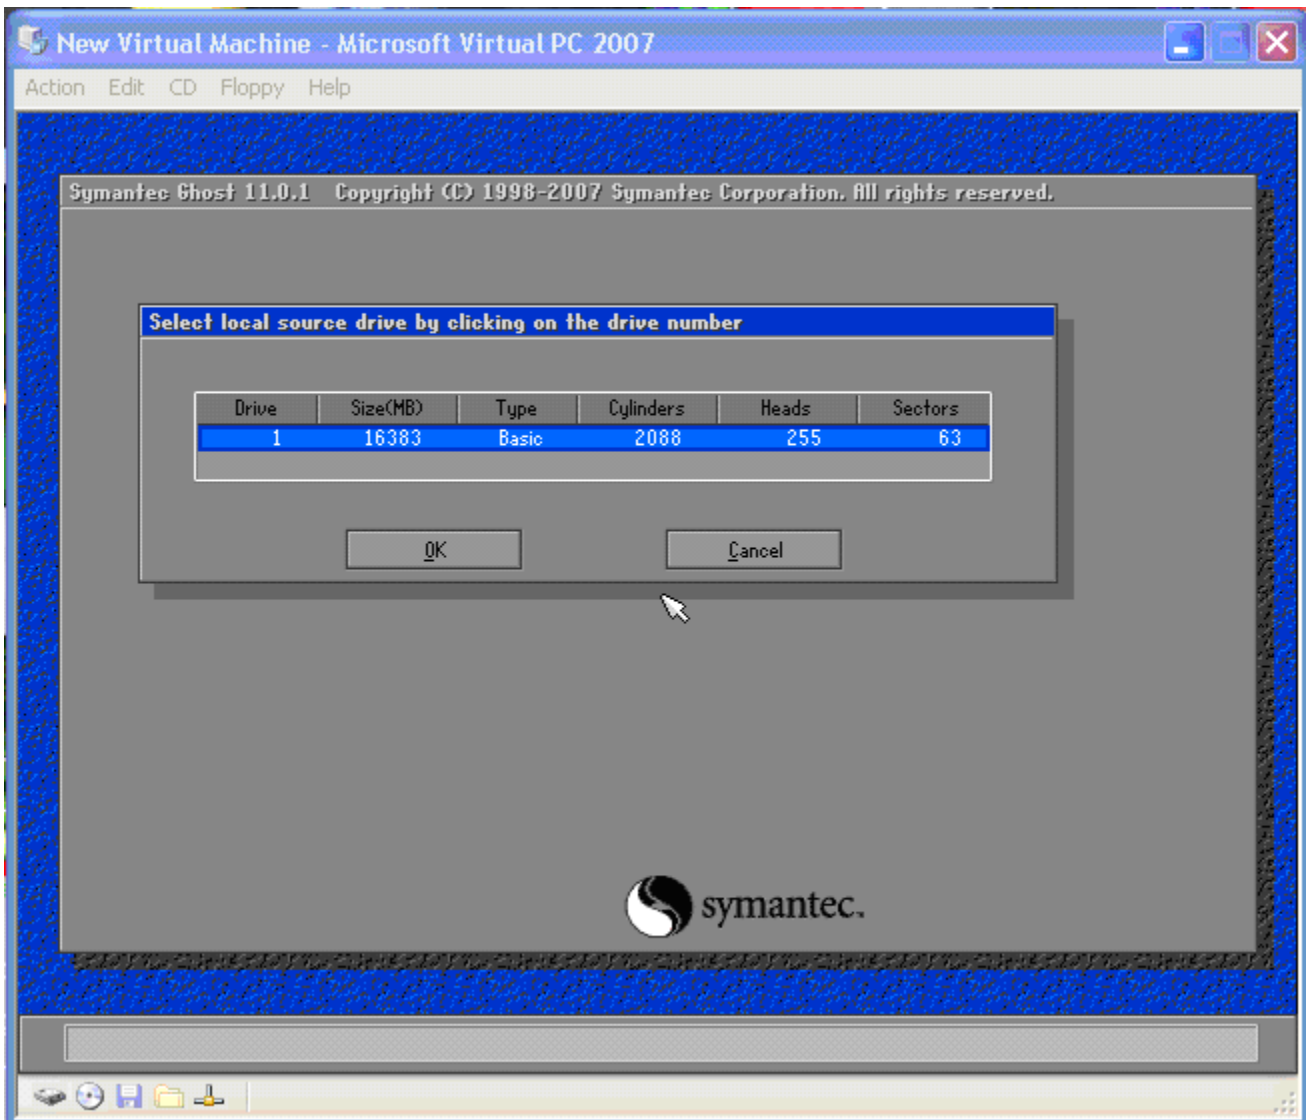 New Virtual Machine - Microsoft Virtual PC 2007
Action Edit CD Floppy Help
Symantec Ghost 11.0.1 Copyright (C) 1998-2007 Symantec Corporation. All rights reserved.
Select local source drive by clicking on the drive number
Drive Size(MB) Type Cylinders Heads Sectors
1 16383 Basic 2088 255 63
OK Cancel
symantec.